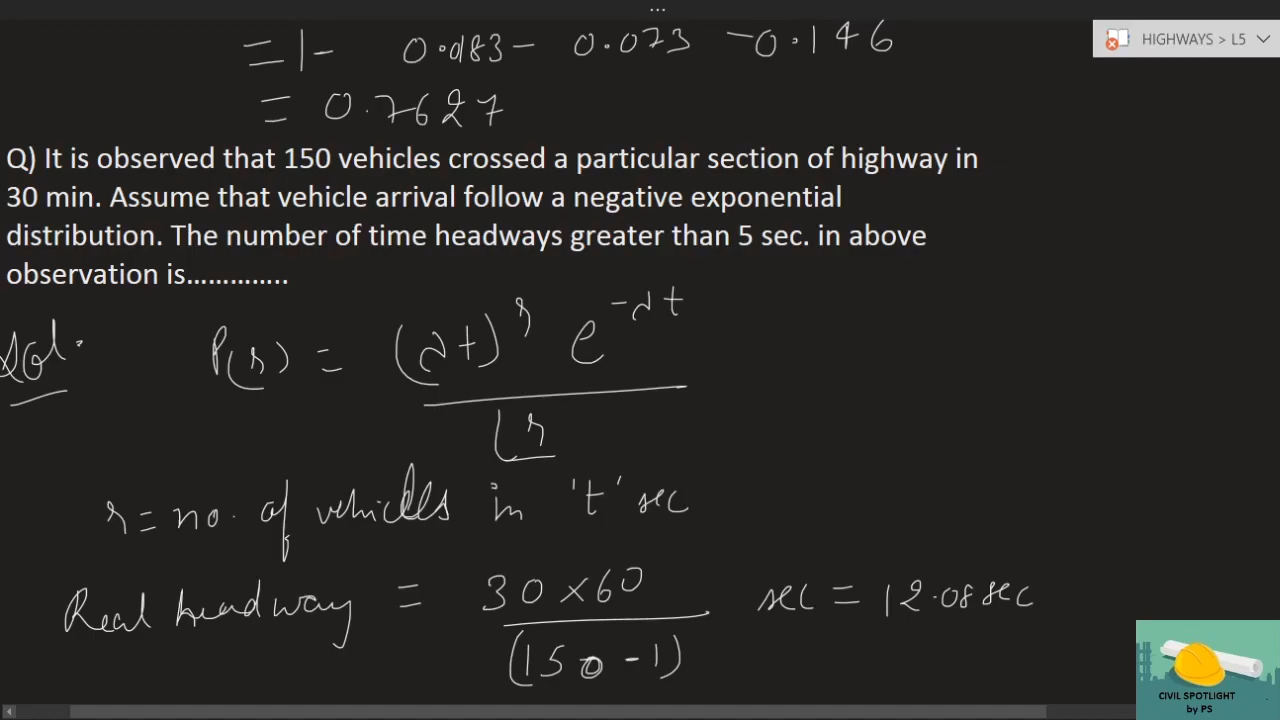 ...
= 1 - 0.0183 - 0.073 - 0.146
HIGHWAYS > L5
= 0.7627
Q) It is observed that 150 vehicles crossed a particular section of highway in
30 min. Assume that vehicle arrival follow a negative exponential
distribution. The number of time headways greater than 5 sec. in above
observation is…………..
Sol.
P(r) = (λt)^r e^-λt
⌊r
r = no. of vehicles in 't' sec
Real headway = 30 × 60 sec = 12.08 sec
(150 - 1)
CIVIL SPOTLIGHT
by PS